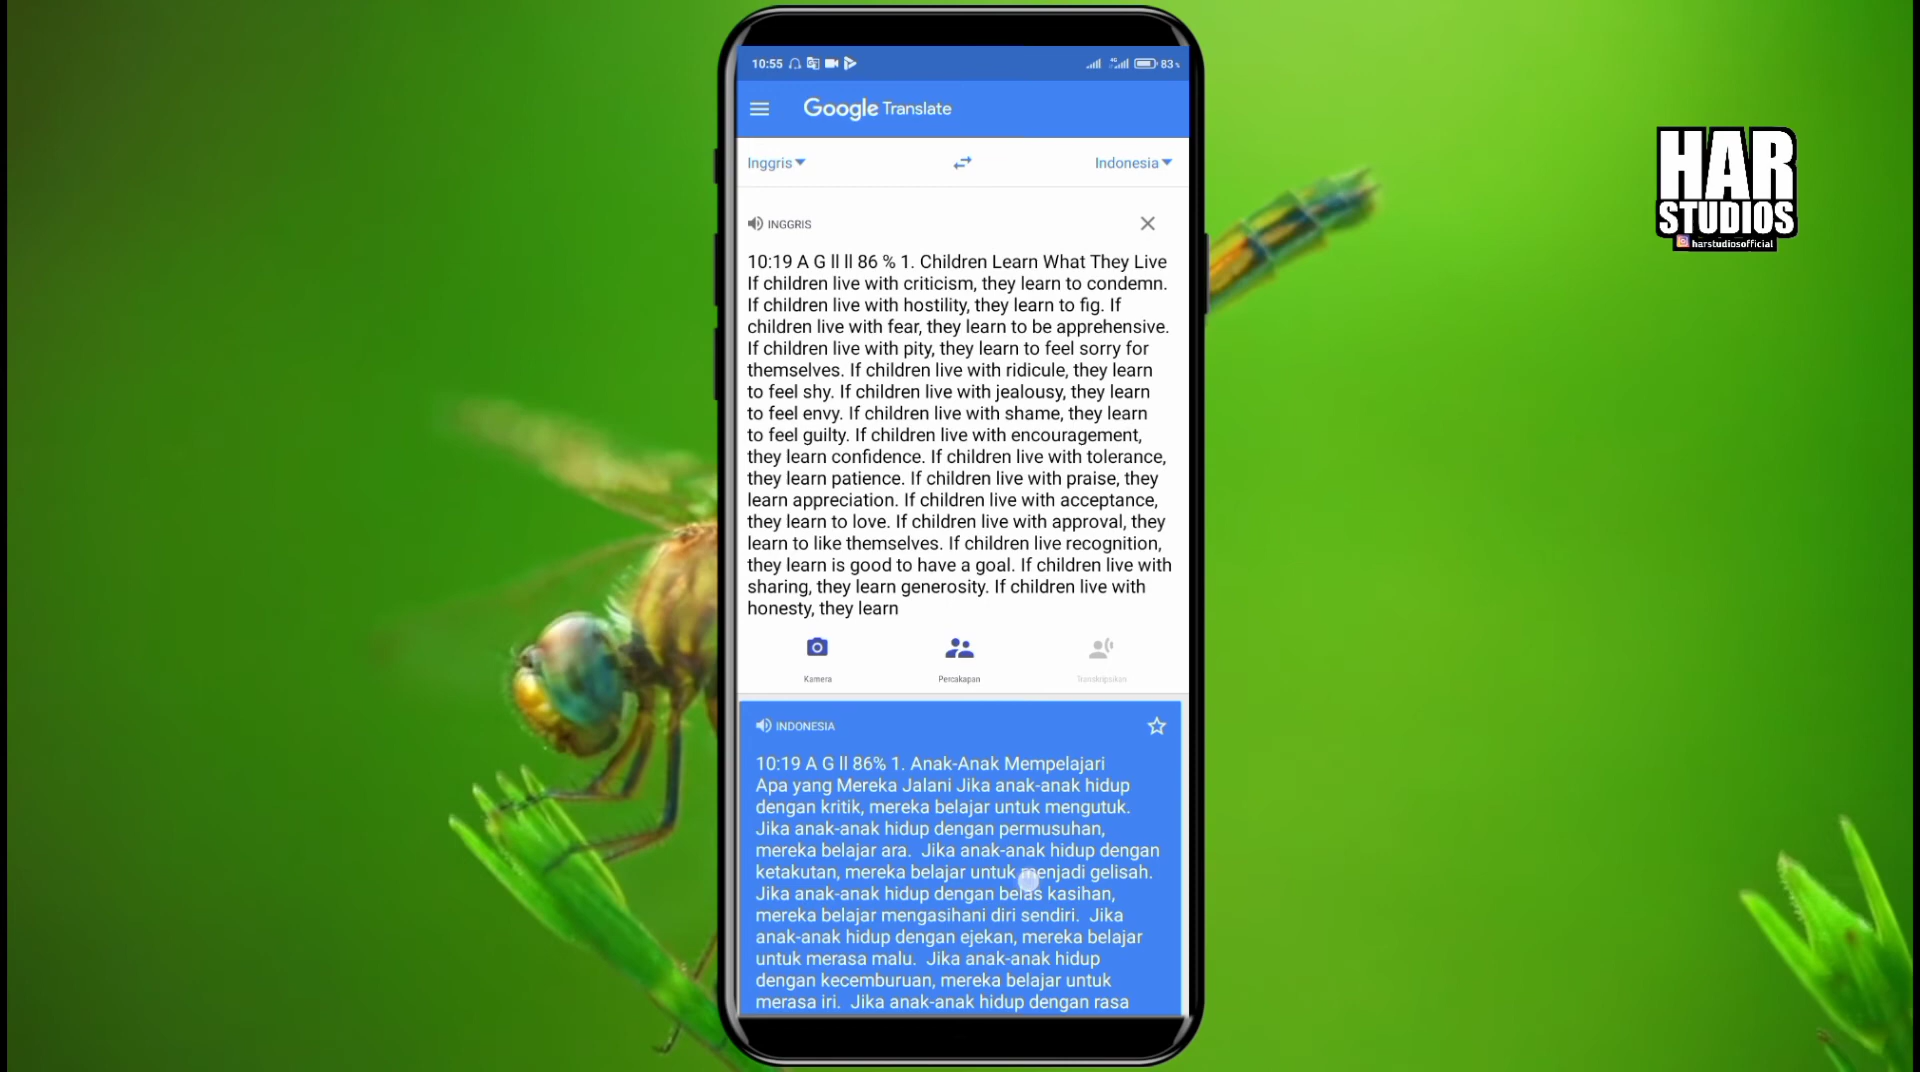 10:55
83%
Google Translate
Inggris
Indonesia
INGGRIS
10:19 A G ll ll 86 % 1. Children Learn What They Live
If children live with criticism, they learn to condemn.
If children live with hostility, they learn to fig. If
children live with fear, they learn to be apprehensive.
If children live with pity, they learn to feel sorry for
themselves. If children live with ridicule, they learn
to feel shy. If children live with jealousy, they learn
to feel envy. If children live with shame, they learn
to feel guilty. If children live with encouragement,
they learn confidence. If children live with tolerance,
they learn patience. If children live with praise, they
learn appreciation. If children live with acceptance,
they learn to love. If children live with approval, they
learn to like themselves. If children live recognition,
they learn is good to have a goal. If children live with
sharing, they learn generosity. If children live with
honesty, they learn
Kamera
Percakapan
Transkripsikan
INDONESIA
10:19 A G ll 86% 1. Anak-Anak Mempelajari
Apa yang Mereka Jalani Jika anak-anak hidup
dengan kritik, mereka belajar untuk mengutuk.
Jika anak-anak hidup dengan permusuhan,
mereka belajar ara. Jika anak-anak hidup dengan
ketakutan, mereka belajar untuk menjadi gelisah.
Jika anak-anak hidup dengan belas kasihan,
mereka belajar mengasihani diri sendiri. Jika
anak-anak hidup dengan ejekan, mereka belajar
untuk merasa malu. Jika anak-anak hidup
dengan kecemburuan, mereka belajar untuk
merasa iri. Jika anak-anak hidup dengan rasa
HAR
STUDIOS
harstudiosofficial